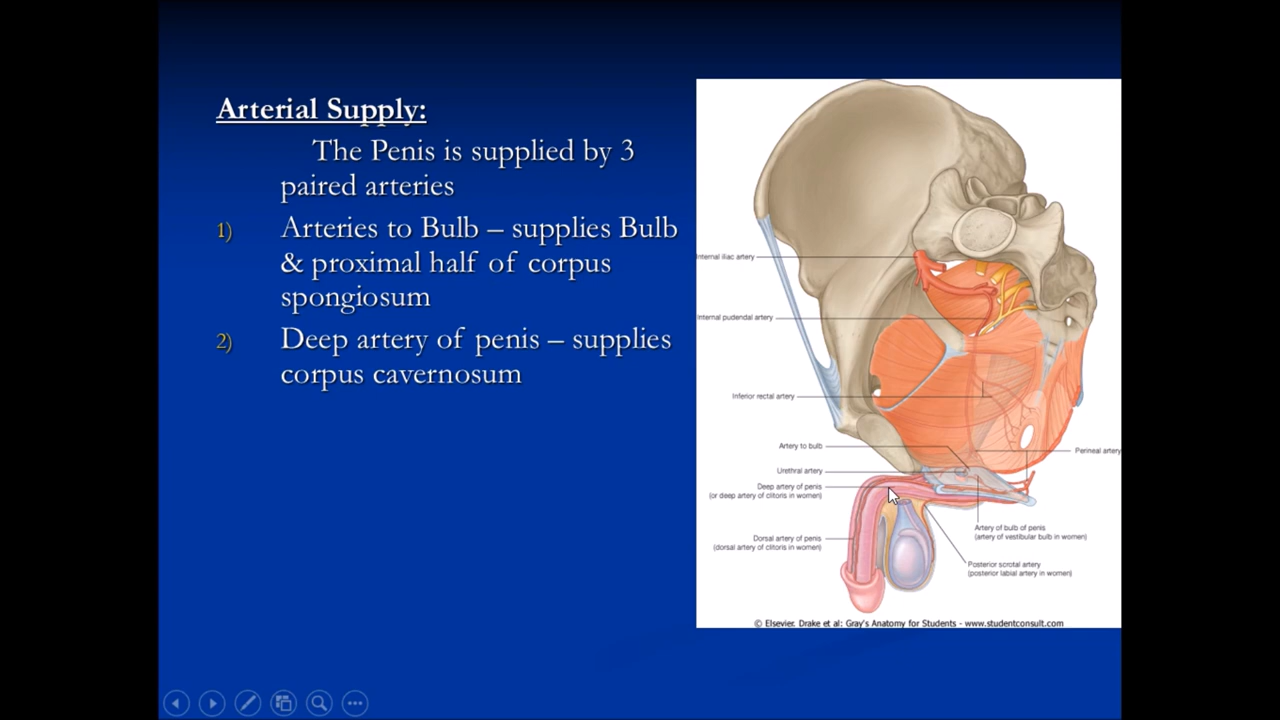 Arterial Supply:
The Penis is supplied by 3
paired arteries
1) Arteries to Bulb – supplies Bulb
& proximal half of corpus
spongiosum
2) Deep artery of penis – supplies
corpus cavernosum
Internal iliac artery
Internal pudendal artery
Inferior rectal artery
Artery to bulb
Perineal artery
Urethral artery
Deep artery of penis
(or deep artery of clitoris in women)
Artery of bulb of penis
(artery of vestibular bulb in women)
Dorsal artery of penis
(dorsal artery of clitoris in women)
Posterior scrotal artery
(posterior labial artery in women)
© Elsevier. Drake et al: Gray's Anatomy for Students - www.studentconsult.com